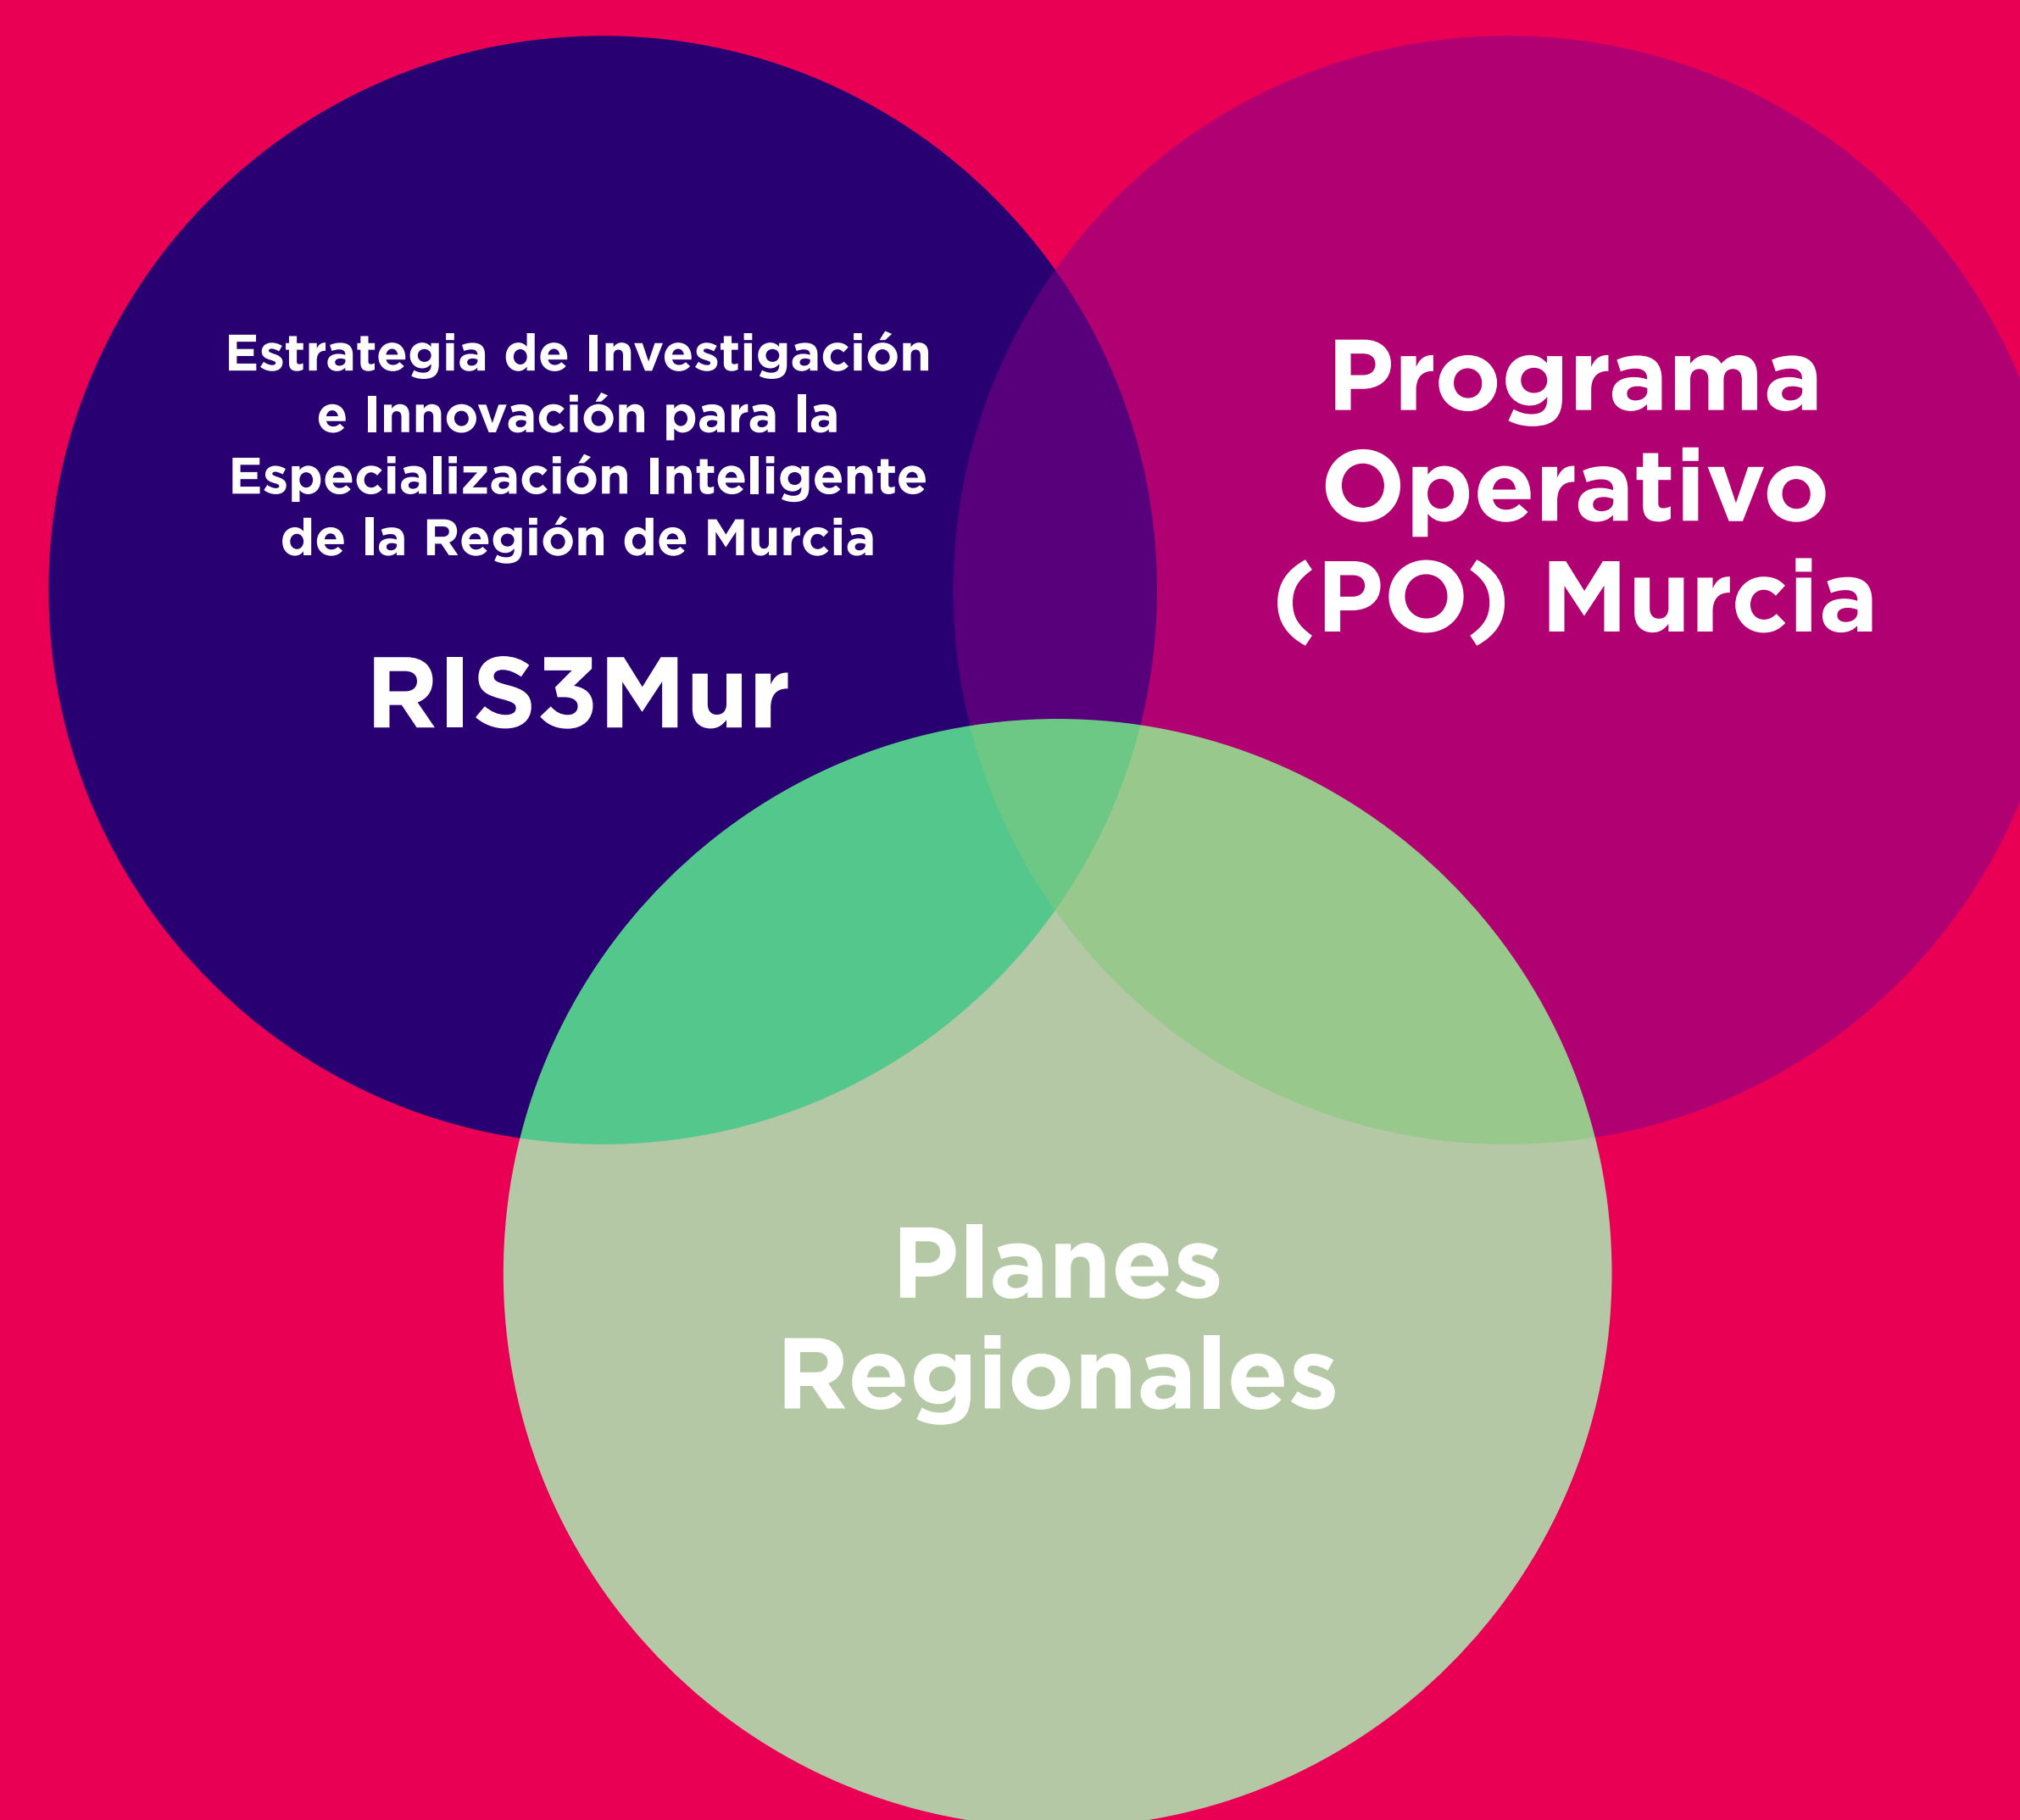 Estrategia de Investigación
e Innovación para la
Especialización Inteligente
de la Región de Murcia
RIS3Mur
Programa
Operativo
(PO) Murcia
Planes
Regionales